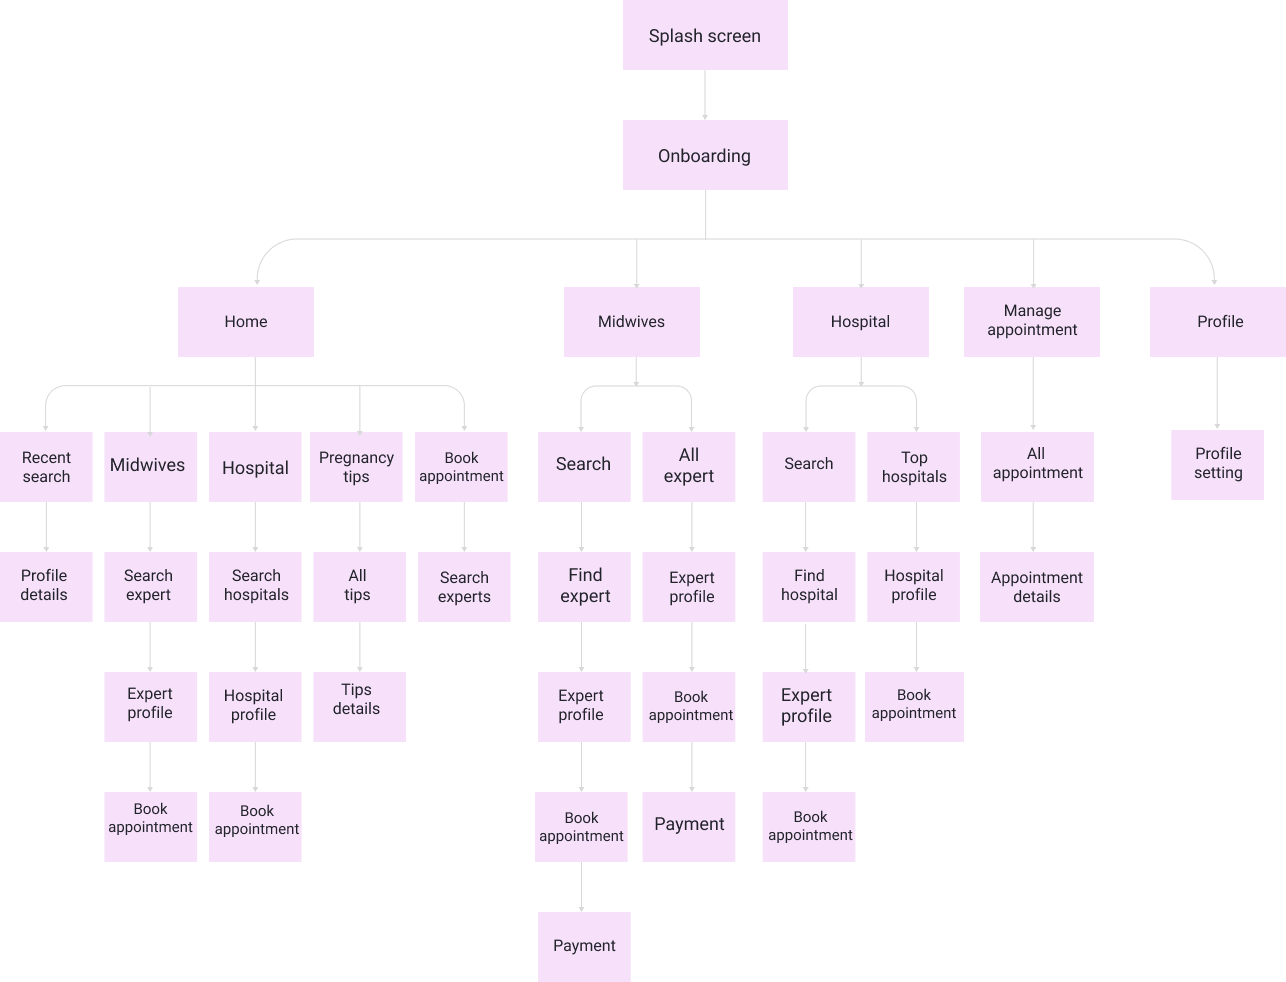 Splash screen
Onboarding
Home
Midwives
Hospital
Manage
appointment
Profile
Recent
search
Midwives
Hospital
Pregnancy
tips
Book
appointment
Search
All
expert
Search
Top
hospitals
All
appointment
Profile
setting
Profile
details
Search
expert
Search
hospitals
All
tips
Search
experts
Find
expert
Expert
profile
Find
hospital
Hospital
profile
Appointment
details
Expert
profile
Hospital
profile
Tips
details
Expert
profile
Book
appointment
Expert
profile
Book
appointment
Book
appointment
Book
appointment
Book
appointment
Payment
Book
appointment
Payment